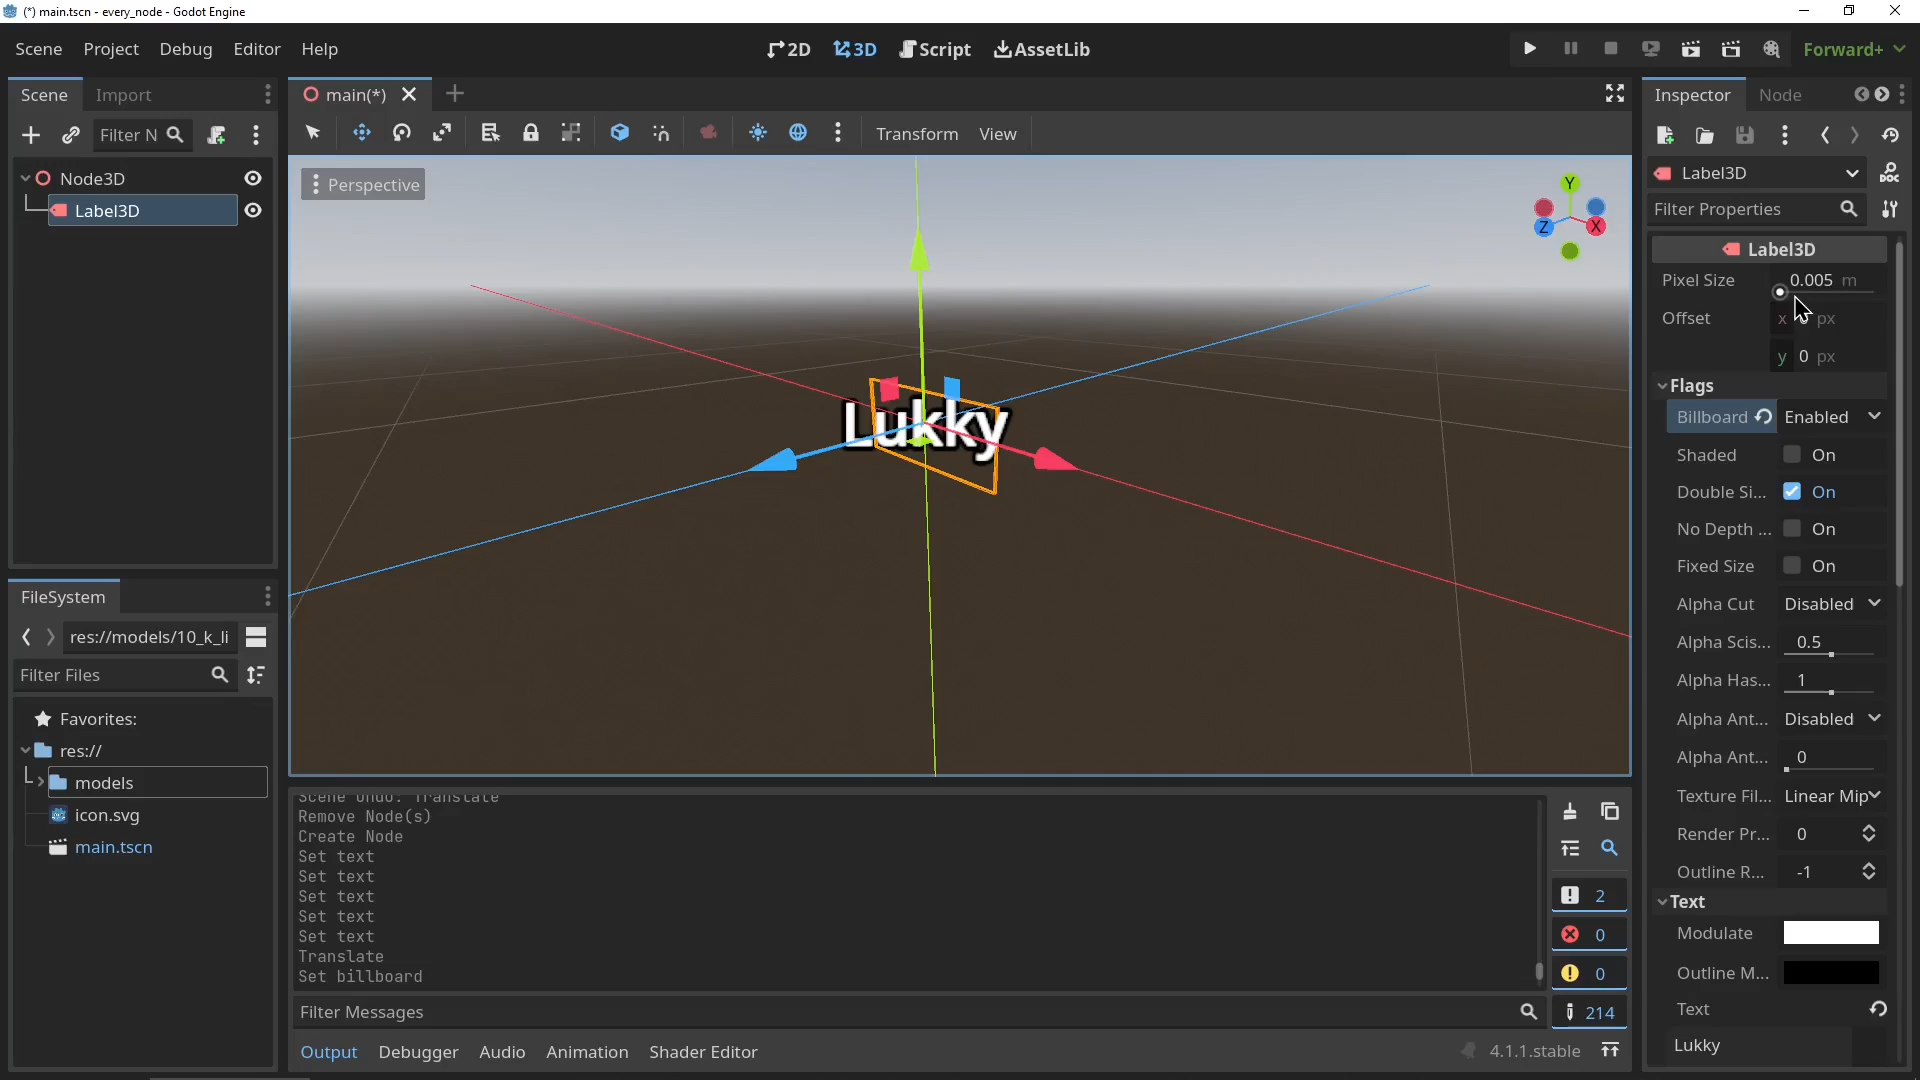 (*) main.tscn - every_node - Godot Engine
Scene Project Debug Editor Help
2D 3D Script AssetLib
Forward+
Scene Import
main(*)
Inspector Node
Filter N
Transform View
Node3D
Label3D
Perspective
Y
Z
X
Lukky
Label3D
Filter Properties
Label3D
Pixel Size 0.005 m
Offset x 0 px
y 0 px
Flags
Billboard Enabled
Shaded On
Double Si... On
No Depth ... On
Fixed Size On
Alpha Cut Disabled
Alpha Scis... 0.5
Alpha Has... 1
Alpha Ant... Disabled
Alpha Ant... 0
Texture Fil... Linear Mip
Render Pr... 0
Outline R... -1
Text
Modulate
Outline M...
Text
Lukky
FileSystem
res://models/10_k_li
Filter Files
Favorites:
res://
models
icon.svg
main.tscn
Scene Undo: Translate
Remove Node(s)
Create Node
Set text
Set text
Set text
Set text
Set text
Translate
Set billboard
2
0
0
214
Filter Messages
Output Debugger Audio Animation Shader Editor
4.1.1.stable